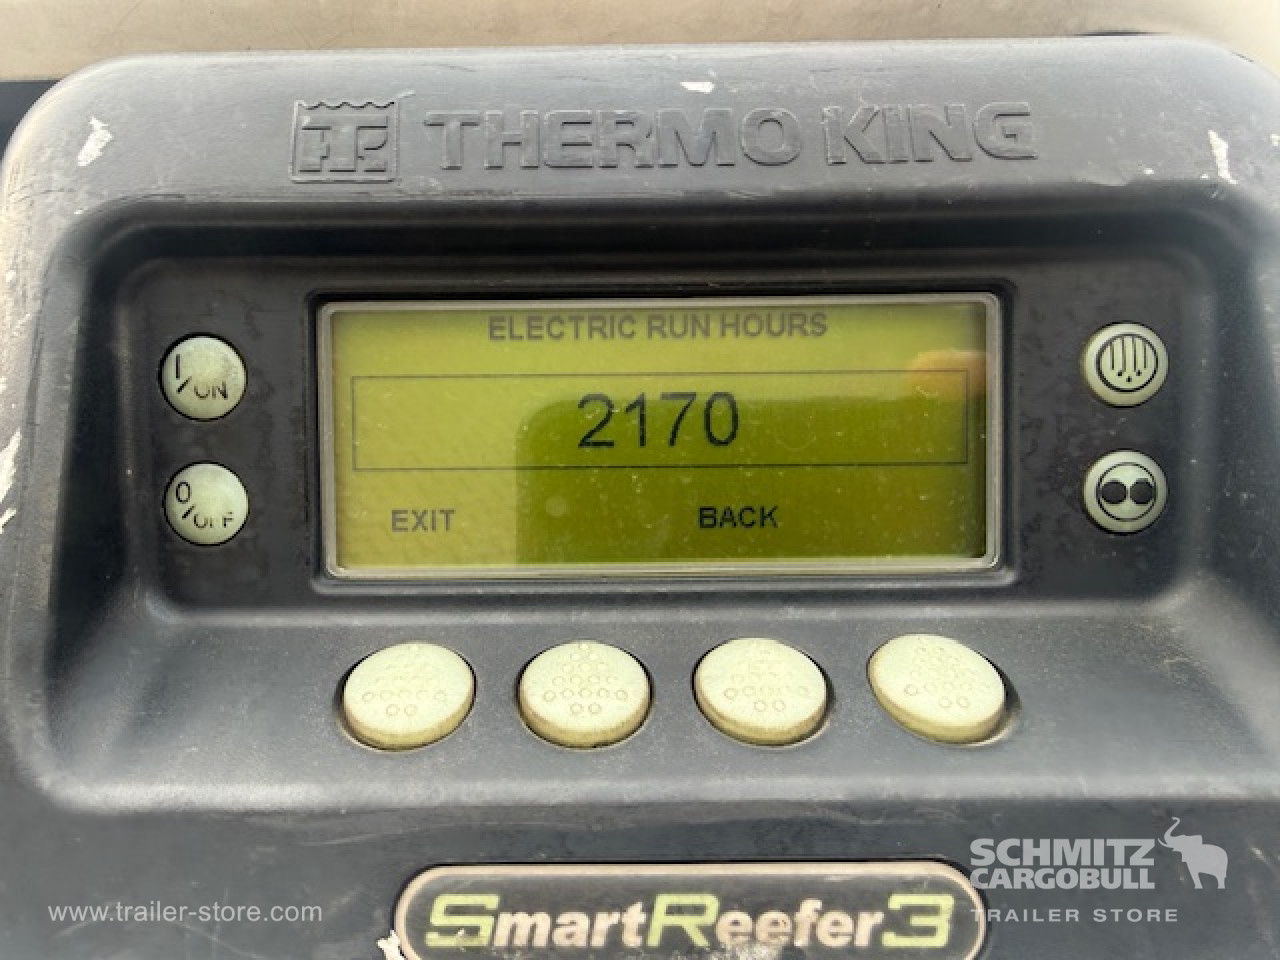 THERMO KING
I/ON
ELECTRIC RUN HOURS
2170
O/OFF
EXIT BACK
SmartReefer3
SCHMITZ
CARGOBULL
TRAILER STORE
www.trailer-store.com